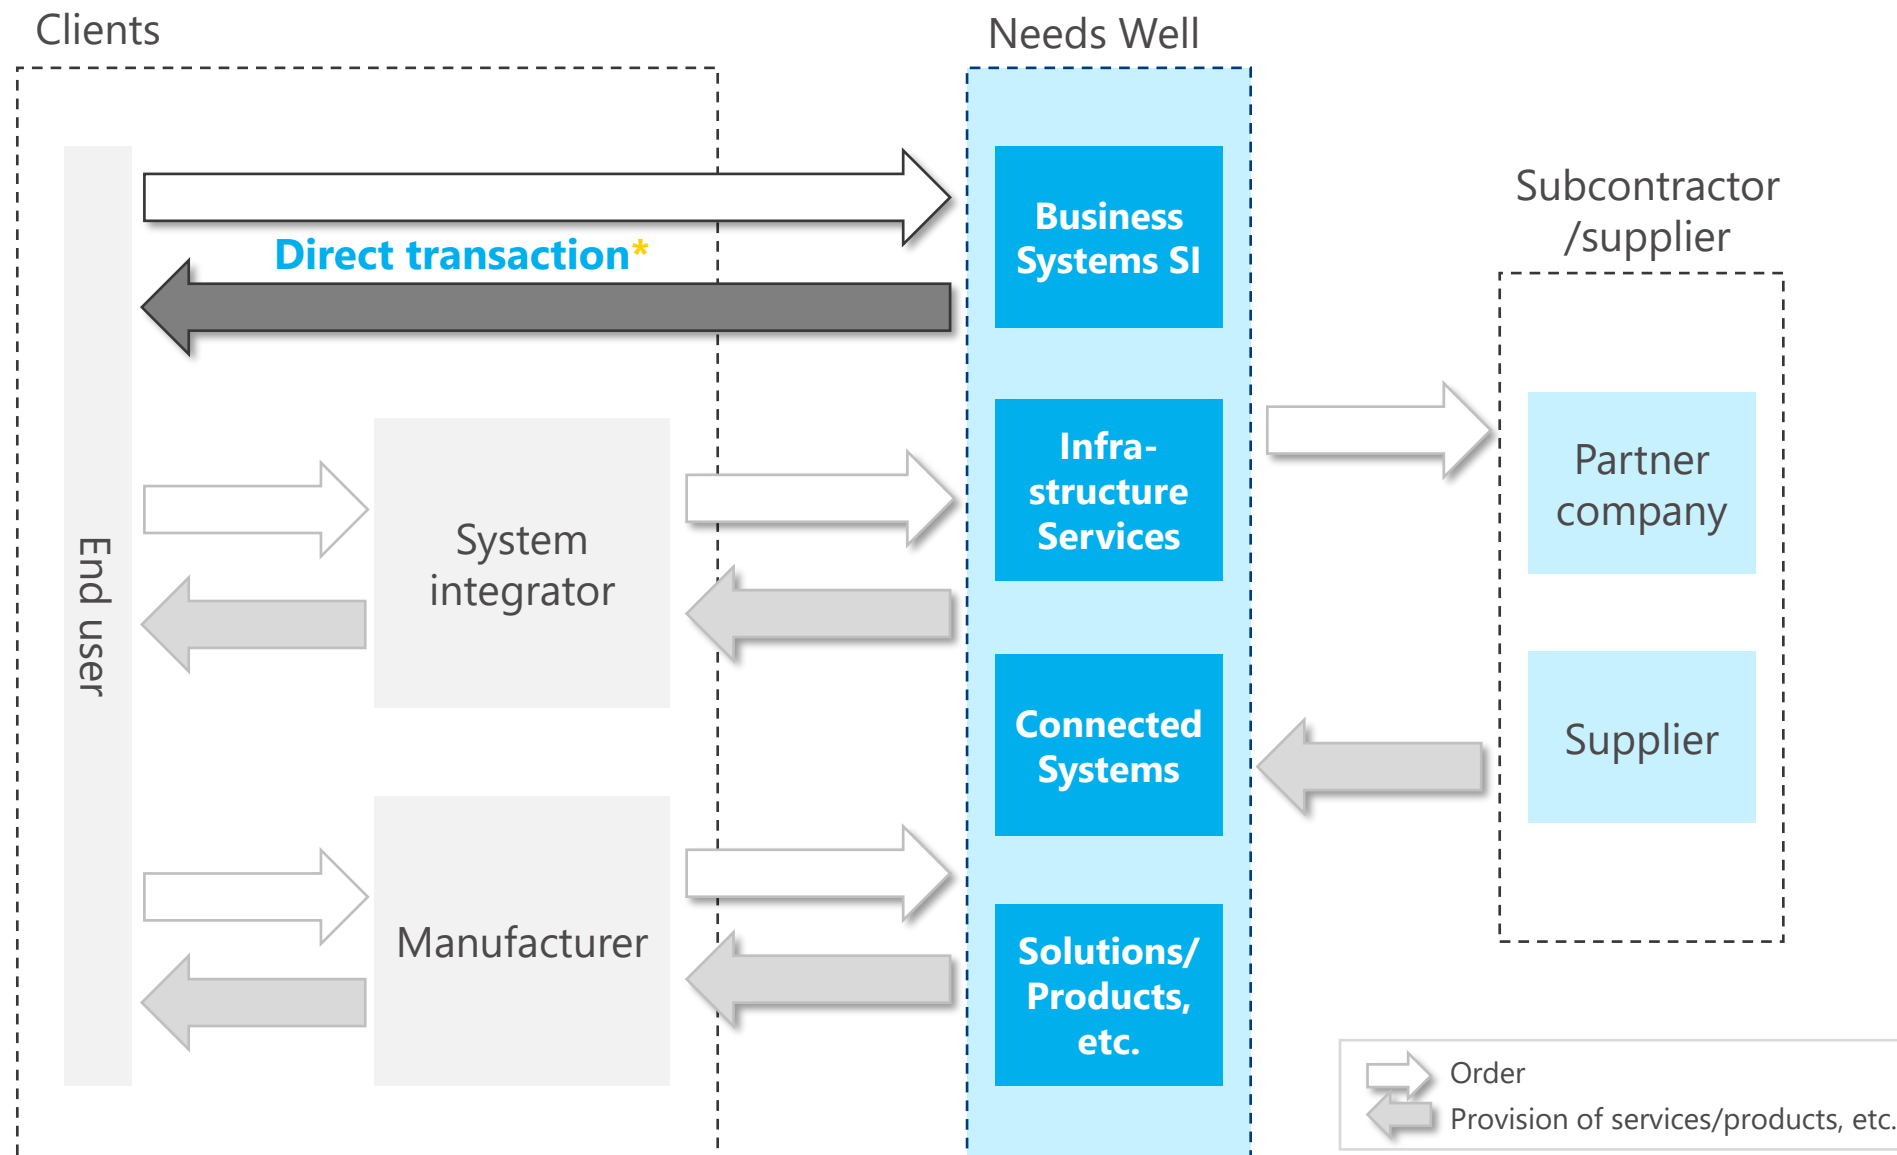 Clients
Needs Well
Subcontractor
/supplier
Direct transaction*
Business
Systems SI
End user
System
integrator
Infra-
structure
Services
Partner
company
Connected
Systems
Supplier
Manufacturer
Solutions/
Products,
etc.
Order
Provision of services/products, etc.